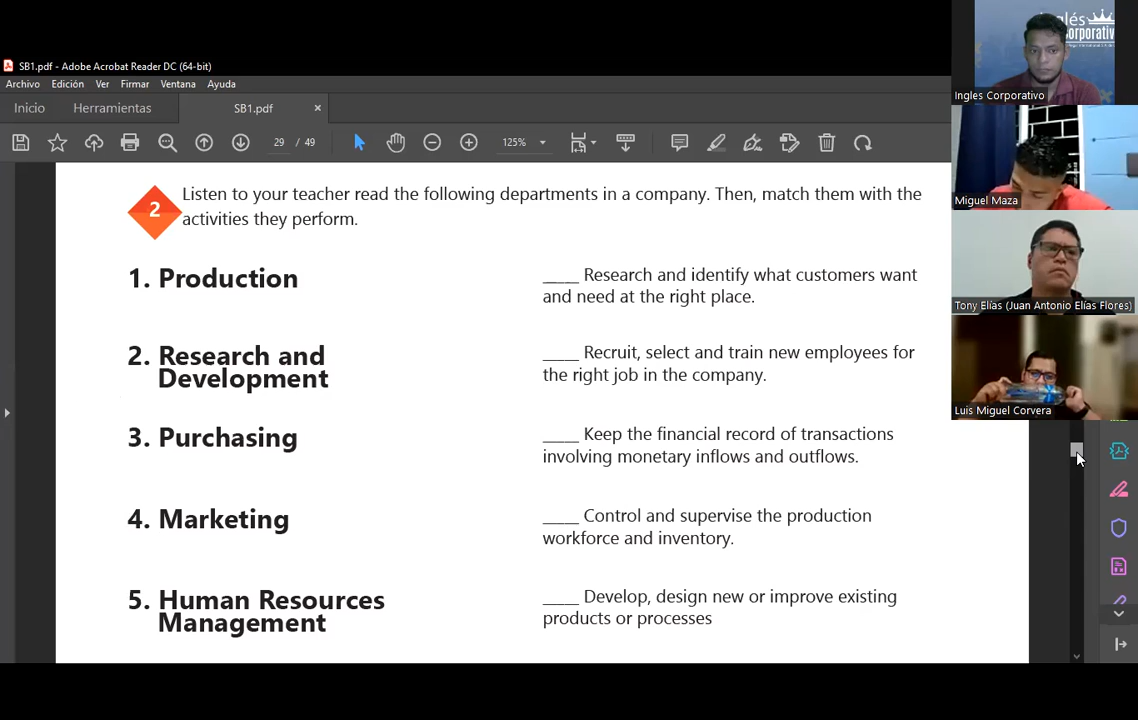 SB1.pdf - Adobe Acrobat Reader DC (64-bit)
Archivo Edición Ver Firmar Ventana Ayuda
Inicio Herramientas SB1.pdf ×
29 / 49 125%
2
Listen to your teacher read the following departments in a company. Then, match them with the
activities they perform.
1. Production
____ Research and identify what customers want
and need at the right place.
2. Research and
Development
____ Recruit, select and train new employees for
the right job in the company.
3. Purchasing
____ Keep the financial record of transactions
involving monetary inflows and outflows.
4. Marketing
____ Control and supervise the production
workforce and inventory.
5. Human Resources
Management
____ Develop, design new or improve existing
products or processes
Ingles Corporativo
Miguel Maza
Tony Elías (Juan Antonio Elías Flores)
Luis Miguel Corvera